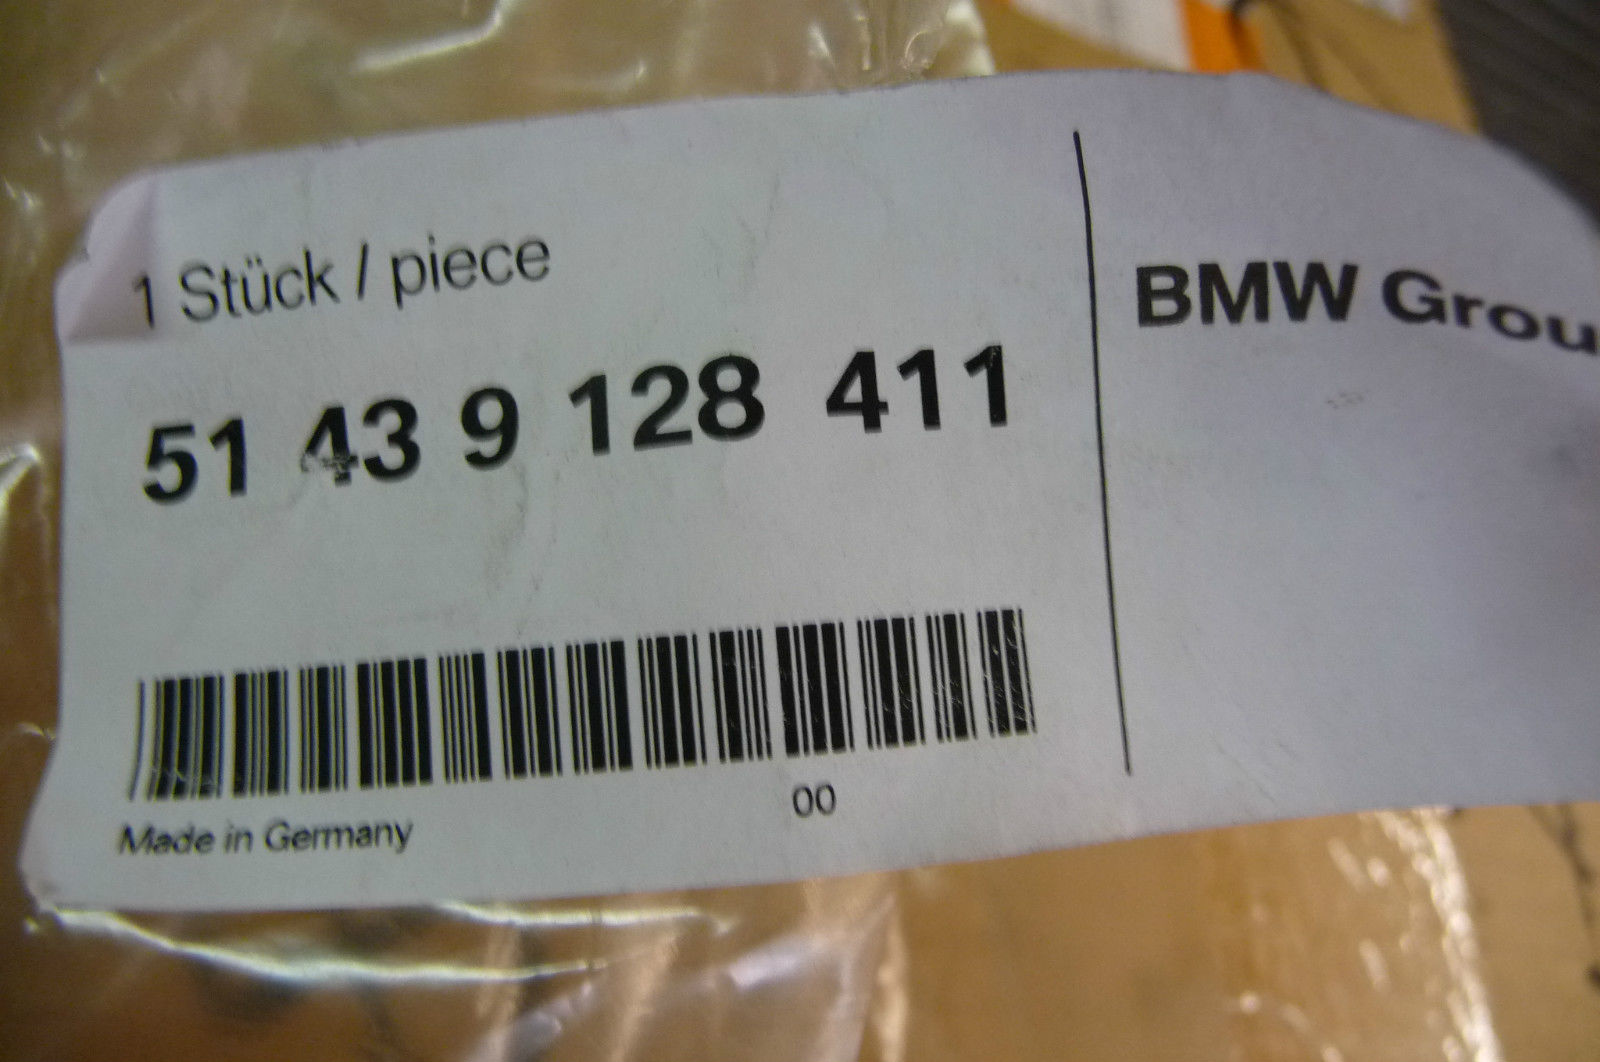 1 Stück / piece
51 43 9 128 411
00
Made in Germany
BMW Grou